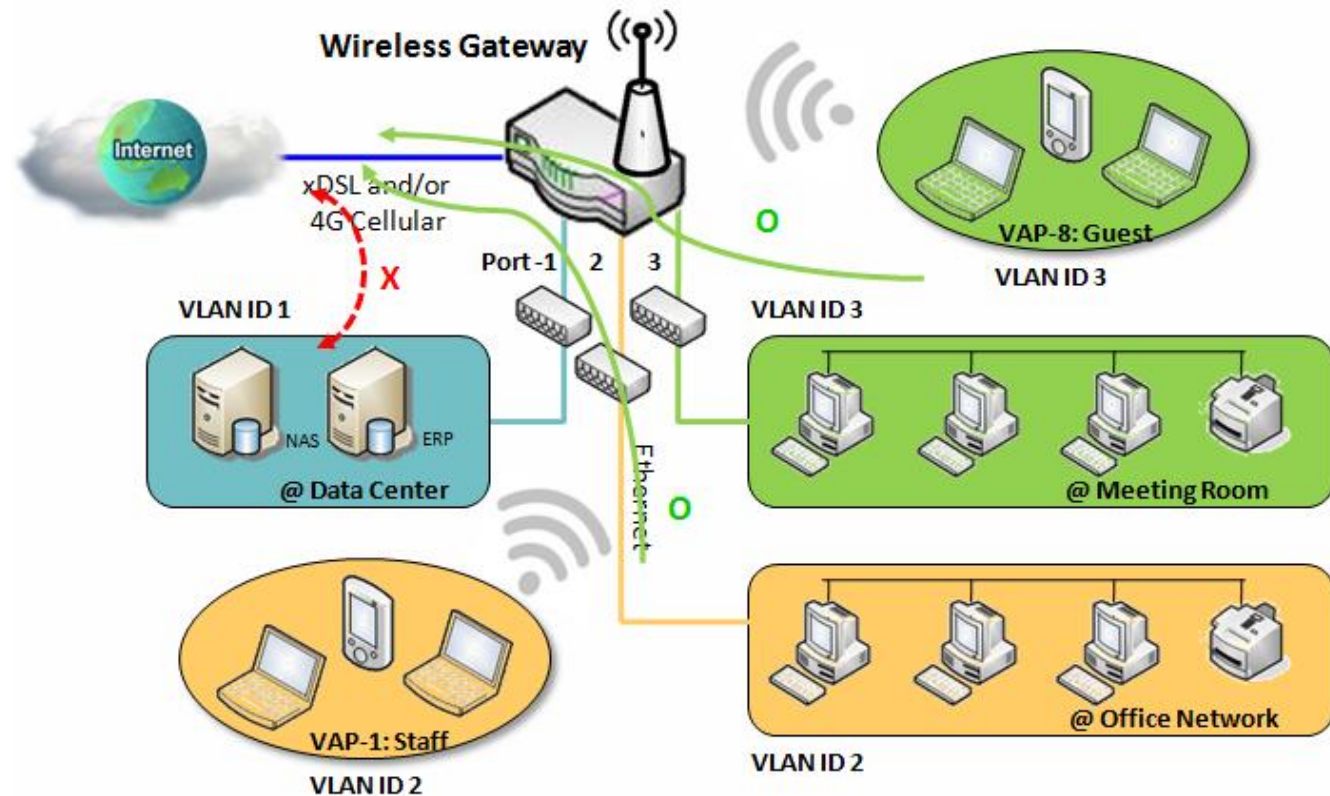 Wireless Gateway
Internet
xDSL and/or
4G Cellular
VAP-8: Guest
VLAN ID 3
Port -1 2 3
O
X
VLAN ID 1
VLAN ID 3
NAS
ERP
@ Data Center
@ Meeting Room
Ethernet
O
VAP-1: Staff
VLAN ID 2
@ Office Network
VLAN ID 2